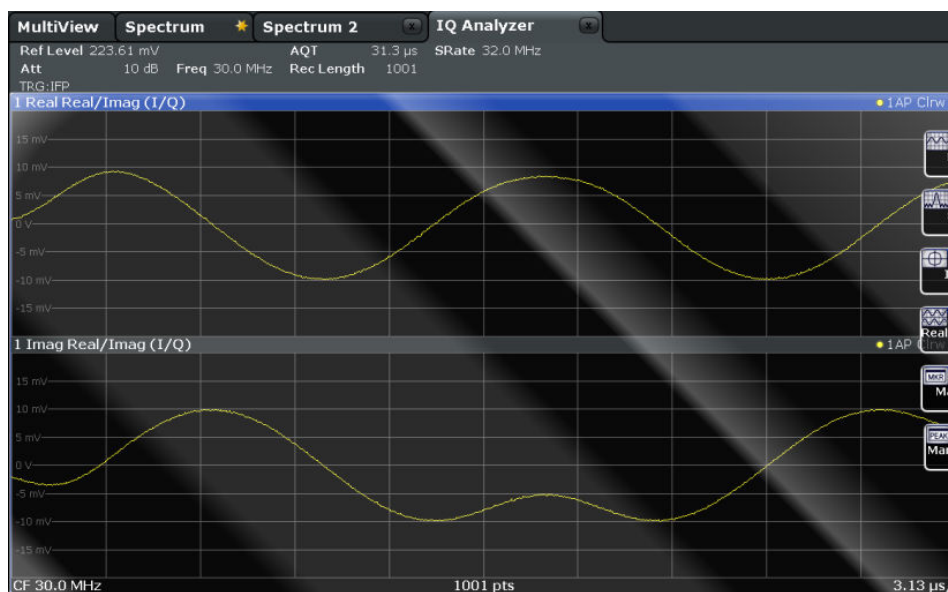 MultiView Spectrum Spectrum 2 x IQ Analyzer x
Ref Level 223.61 mV AQT 31.3 µs SRate 32.0 MHz
Att 10 dB Freq 30.0 MHz Rec Length 1001
TRG:IFP
1 Real Real/Imag (I/Q) 1AP Clrw
15 mV
10 mV
5 mV
0 V
-5 mV
-10 mV
-15 mV
Real
1 Imag Real/Imag (I/Q) 1AP Clrw
15 mV
MKR
10 mV
5 mV
PEAK
Mar
0 V
-5 mV
-10 mV
-15 mV
CF 30.0 MHz 1001 pts 3.13 µs